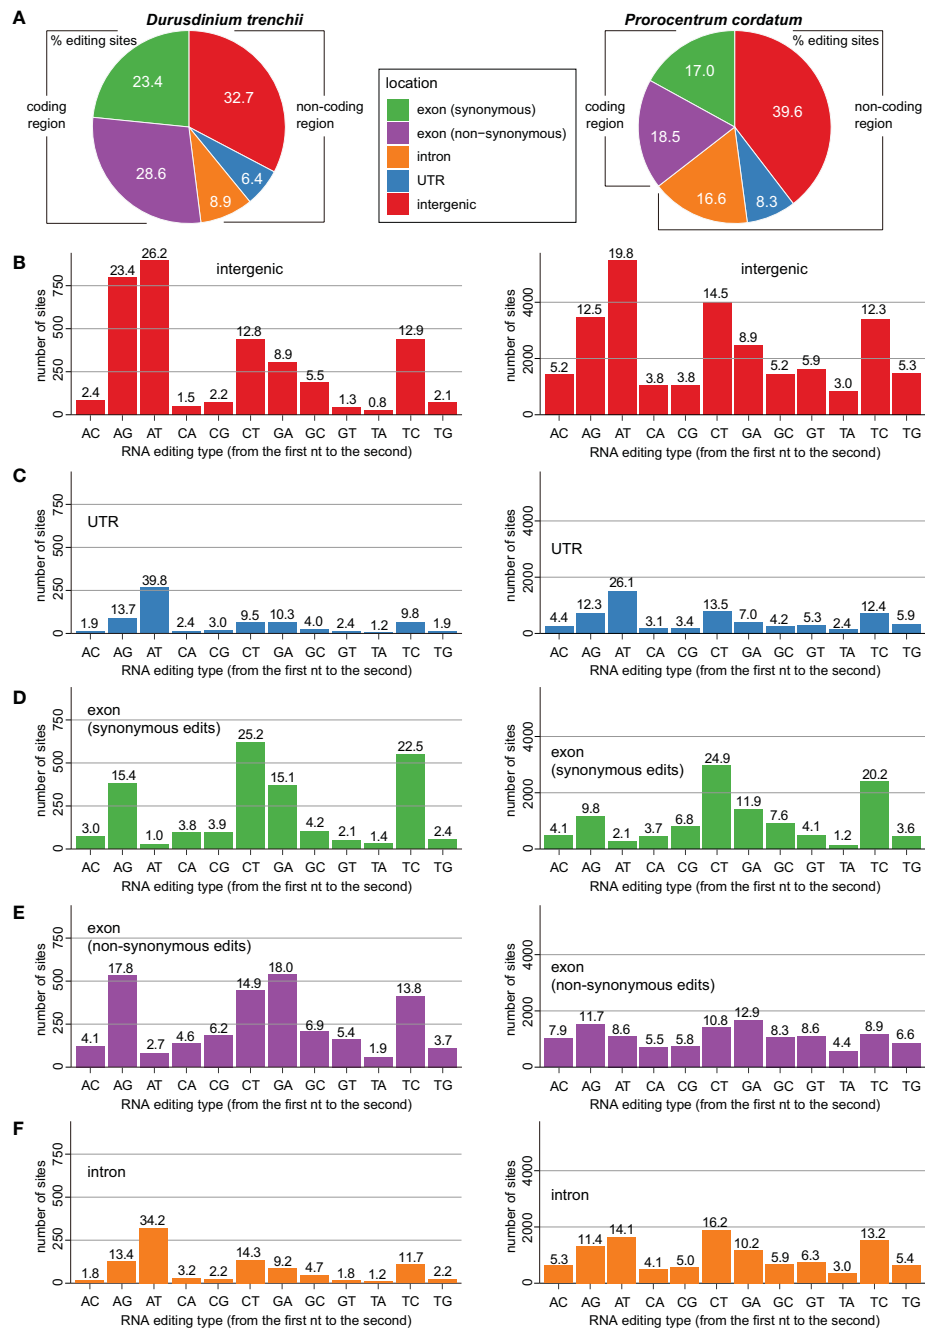 A
Durusdinium trenchii
Prorocentrum cordatum
% editing sites
23.4
32.7
28.6
8.9
6.4
coding
region
non-coding
region
location
exon (synonymous)
exon (non−synonymous)
intron
UTR
intergenic
% editing sites
17.0
39.6
18.5
16.6
8.3
coding
region
non-coding
region
B
intergenic
number of sites
0 250 500 750
2.4 23.4 26.2 1.5 2.2 12.8 8.9 5.5 1.3 0.8 12.9 2.1
AC AG AT CA CG CT GA GC GT TA TC TG
RNA editing type (from the first nt to the second)
intergenic
number of sites
0 2000 4000
5.2 12.5 19.8 3.8 3.8 14.5 8.9 5.2 5.9 3.0 12.3 5.3
AC AG AT CA CG CT GA GC GT TA TC TG
RNA editing type (from the first nt to the second)
C
UTR
number of sites
0 250 500 750
1.9 13.7 39.8 2.4 3.0 9.5 10.3 4.0 2.4 1.2 9.8 1.9
AC AG AT CA CG CT GA GC GT TA TC TG
RNA editing type (from the first nt to the second)
UTR
number of sites
0 2000 4000
4.4 12.3 26.1 3.1 3.4 13.5 7.0 4.2 5.3 2.4 12.4 5.9
AC AG AT CA CG CT GA GC GT TA TC TG
RNA editing type (from the first nt to the second)
D
exon
(synonymous edits)
number of sites
0 250 500 750
3.0 15.4 1.0 3.8 3.9 25.2 15.1 4.2 2.1 1.4 22.5 2.4
AC AG AT CA CG CT GA GC GT TA TC TG
RNA editing type (from the first nt to the second)
exon
(synonymous edits)
number of sites
0 2000 4000
4.1 9.8 2.1 3.7 6.8 24.9 11.9 7.6 4.1 1.2 20.2 3.6
AC AG AT CA CG CT GA GC GT TA TC TG
RNA editing type (from the first nt to the second)
E
exon
(non-synonymous edits)
number of sites
0 250 500 750
4.1 17.8 2.7 4.6 6.2 14.9 18.0 6.9 5.4 1.9 13.8 3.7
AC AG AT CA CG CT GA GC GT TA TC TG
RNA editing type (from the first nt to the second)
exon
(non-synonymous edits)
number of sites
0 2000 4000
7.9 11.7 8.6 5.5 5.8 10.8 12.9 8.3 8.6 4.4 8.9 6.6
AC AG AT CA CG CT GA GC GT TA TC TG
RNA editing type (from the first nt to the second)
F
intron
number of sites
0 250 500 750
1.8 13.4 34.2 3.2 2.2 14.3 9.2 4.7 1.8 1.2 11.7 2.2
AC AG AT CA CG CT GA GC GT TA TC TG
RNA editing type (from the first nt to the second)
intron
number of sites
0 2000 4000
5.3 11.4 14.1 4.1 5.0 16.2 10.2 5.9 6.3 3.0 13.2 5.4
AC AG AT CA CG CT GA GC GT TA TC TG
RNA editing type (from the first nt to the second)